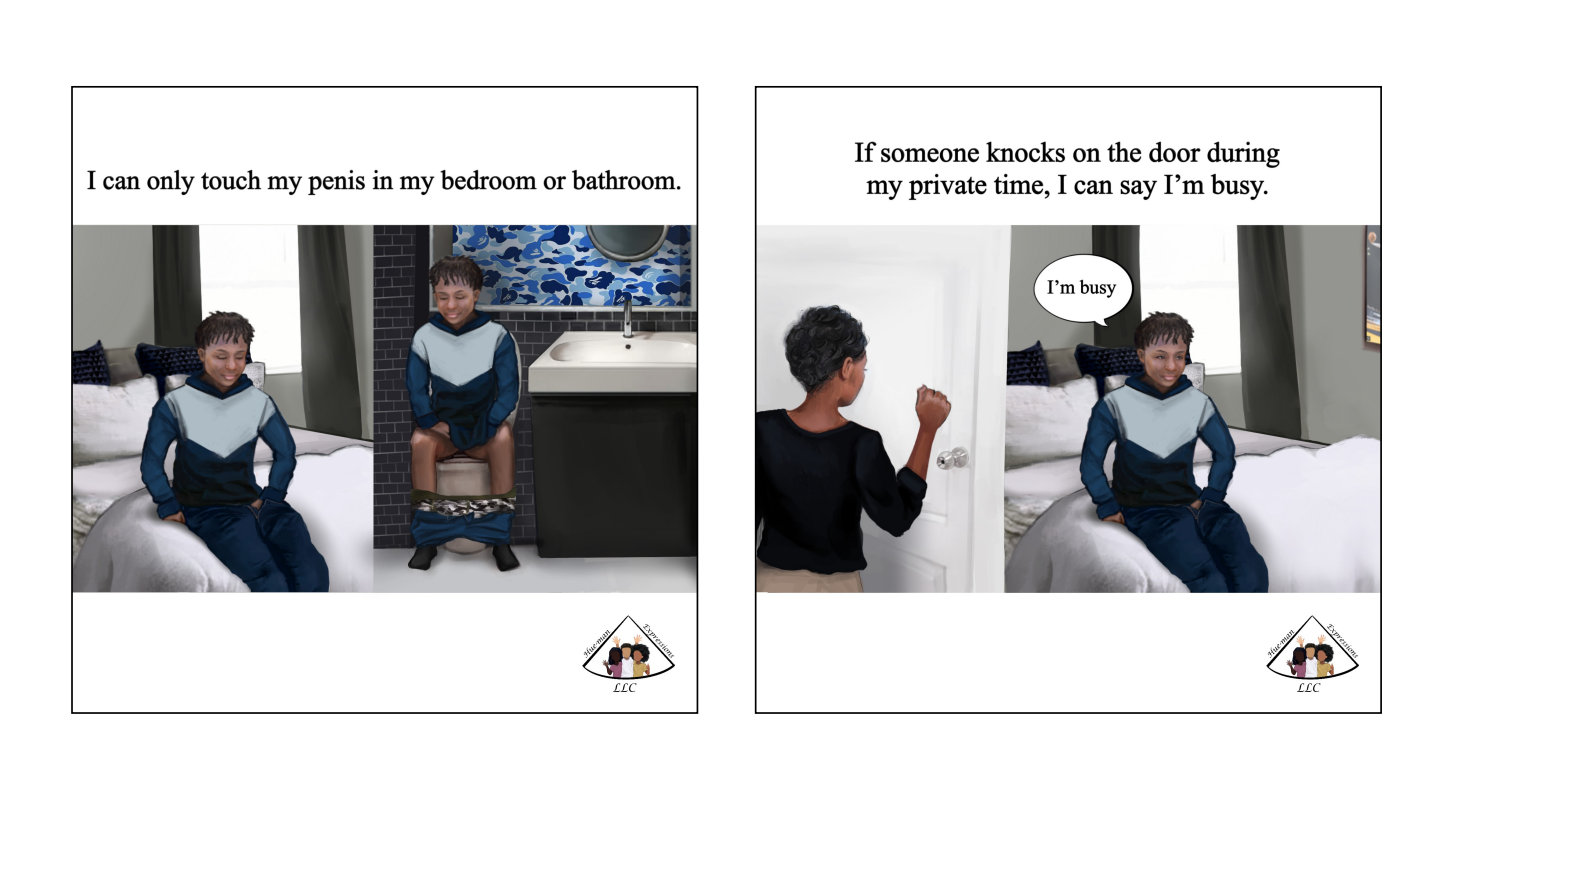 I can only touch my penis in my bedroom or bathroom.
Hue-man
Expressions
LLC
If someone knocks on the door during
my private time, I can say I'm busy.
I'm busy
Hue-man
Expressions
LLC